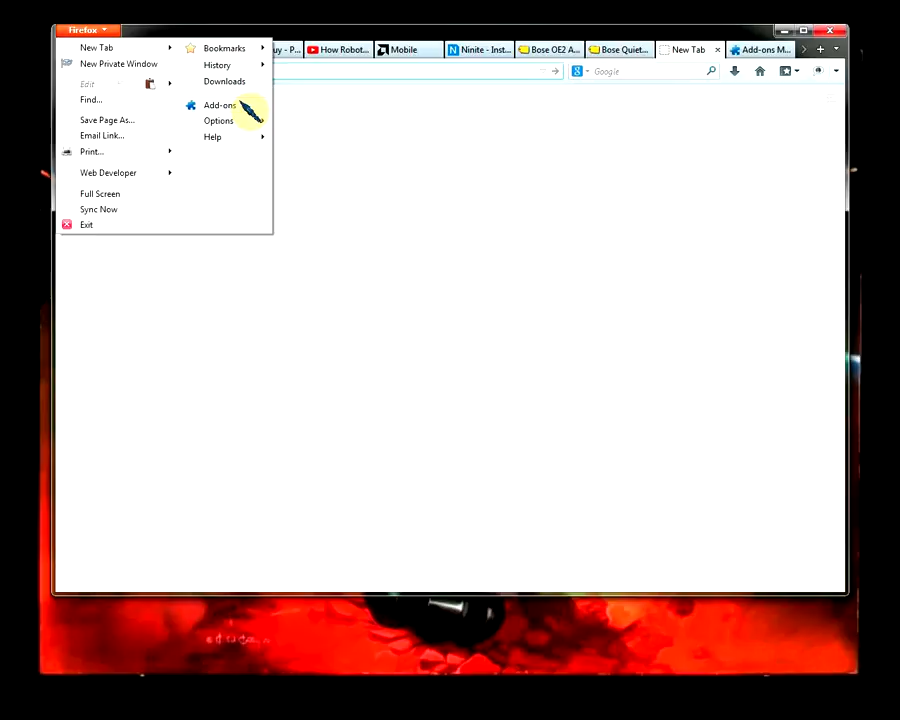 Firefox
uy - P...
How Robot...
Mobile
Ninite - Inst...
Bose OE2 A...
Bose Quiet...
New Tab
Add-ons M...
Google
New Tab
New Private Window
Edit
Find...
Save Page As...
Email Link...
Print...
Web Developer
Full Screen
Sync Now
Exit
Bookmarks
History
Downloads
Add-ons
Options
Help